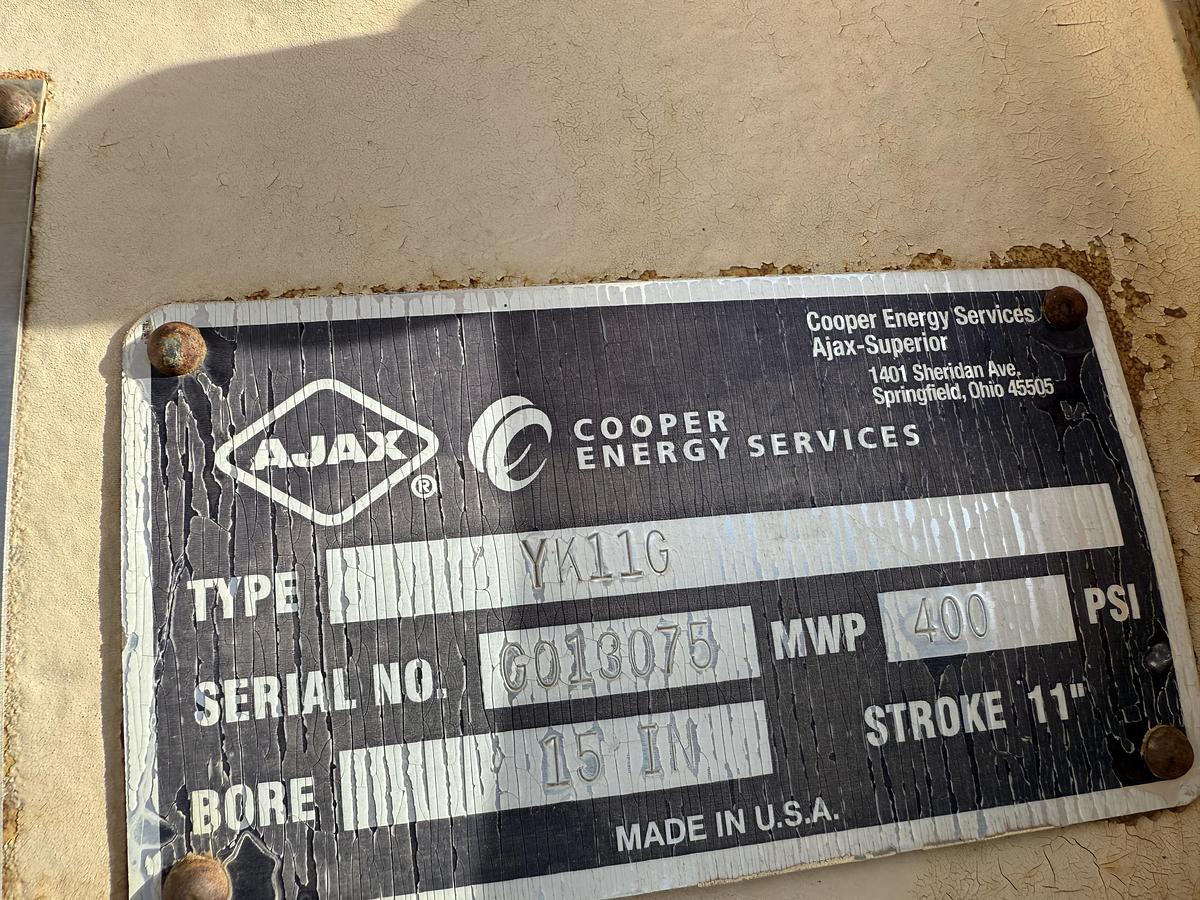 Cooper Energy Services
Ajax-Superior
1401 Sheridan Ave.
Springfield, Ohio 45505
AJAX ®
COOPER
ENERGY SERVICES
TYPE YK11G
SERIAL NO. G013075 MWP 400 PSI
BORE 15 IN STROKE 11"
MADE IN U.S.A.